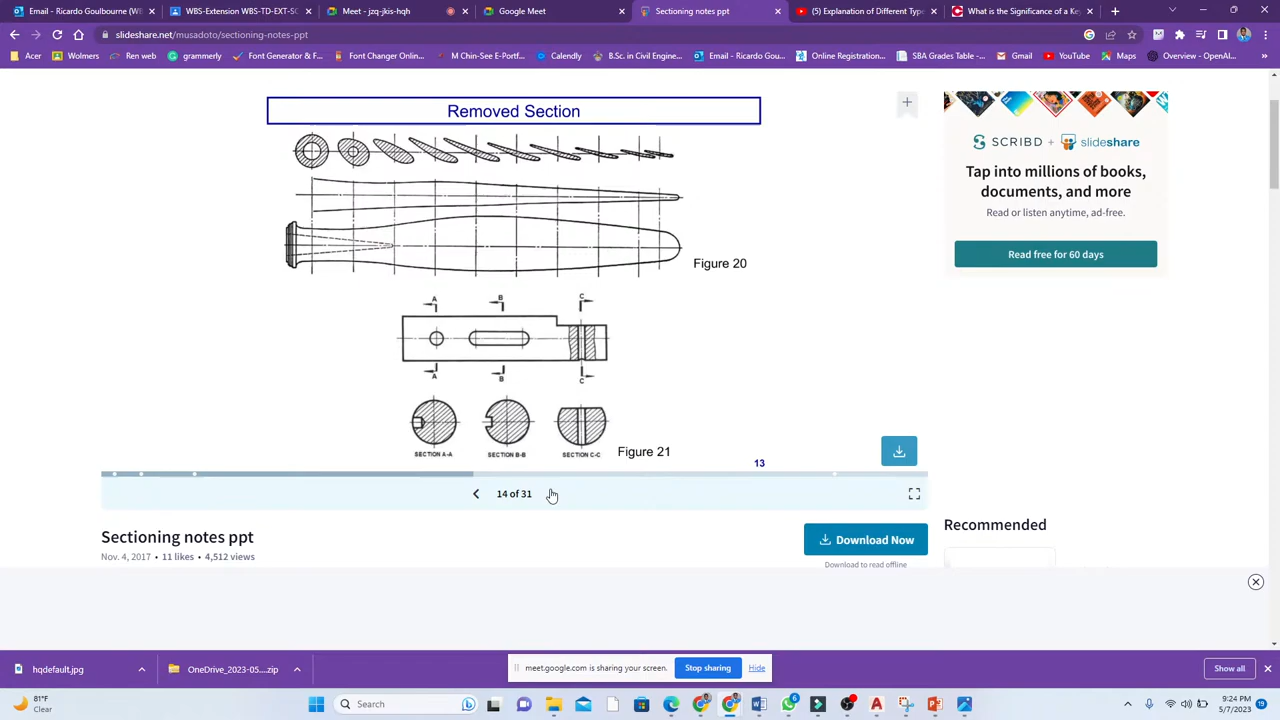 Email - Ricardo Gouldbourne (WB
WBS-Extension WBS-TD-EXT-SC
Meet – jzq-jkis-hqh
Google Meet
Sectioning notes ppt
(5) Explanation of Different Typ
What is the Significance of a Ke
slideshare.net/musadoto/sectioning-notes-ppt
Acer
Wolmers
Ren web
grammerly
Font Generator & F...
Font Changer Onlin...
M Chin-See E-Portf...
Calendly
B.Sc. in Civil Engine...
Email - Ricardo Gou...
Online Registration...
SBA Grades Table -...
Gmail
YouTube
Maps
Overview - OpenAI...
Removed Section
Figure 20
A
B
C
A
B
C
SECTION A-A
SECTION B-B
SECTION C-C
Figure 21
13
14 of 31
SCRIBD + slideshare
Tap into millions of books,
documents, and more
Read or listen anytime, ad-free.
Read free for 60 days
Sectioning notes ppt
Nov. 4, 2017 • 11 likes • 4,512 views
Download Now
Download to read offline
Recommended
hqdefault.jpg
OneDrive_2023-05....zip
meet.google.com is sharing your screen.
Stop sharing
Hide
Show all
81°F
Clear
Search
6
9:24 PM
5/7/2023
19